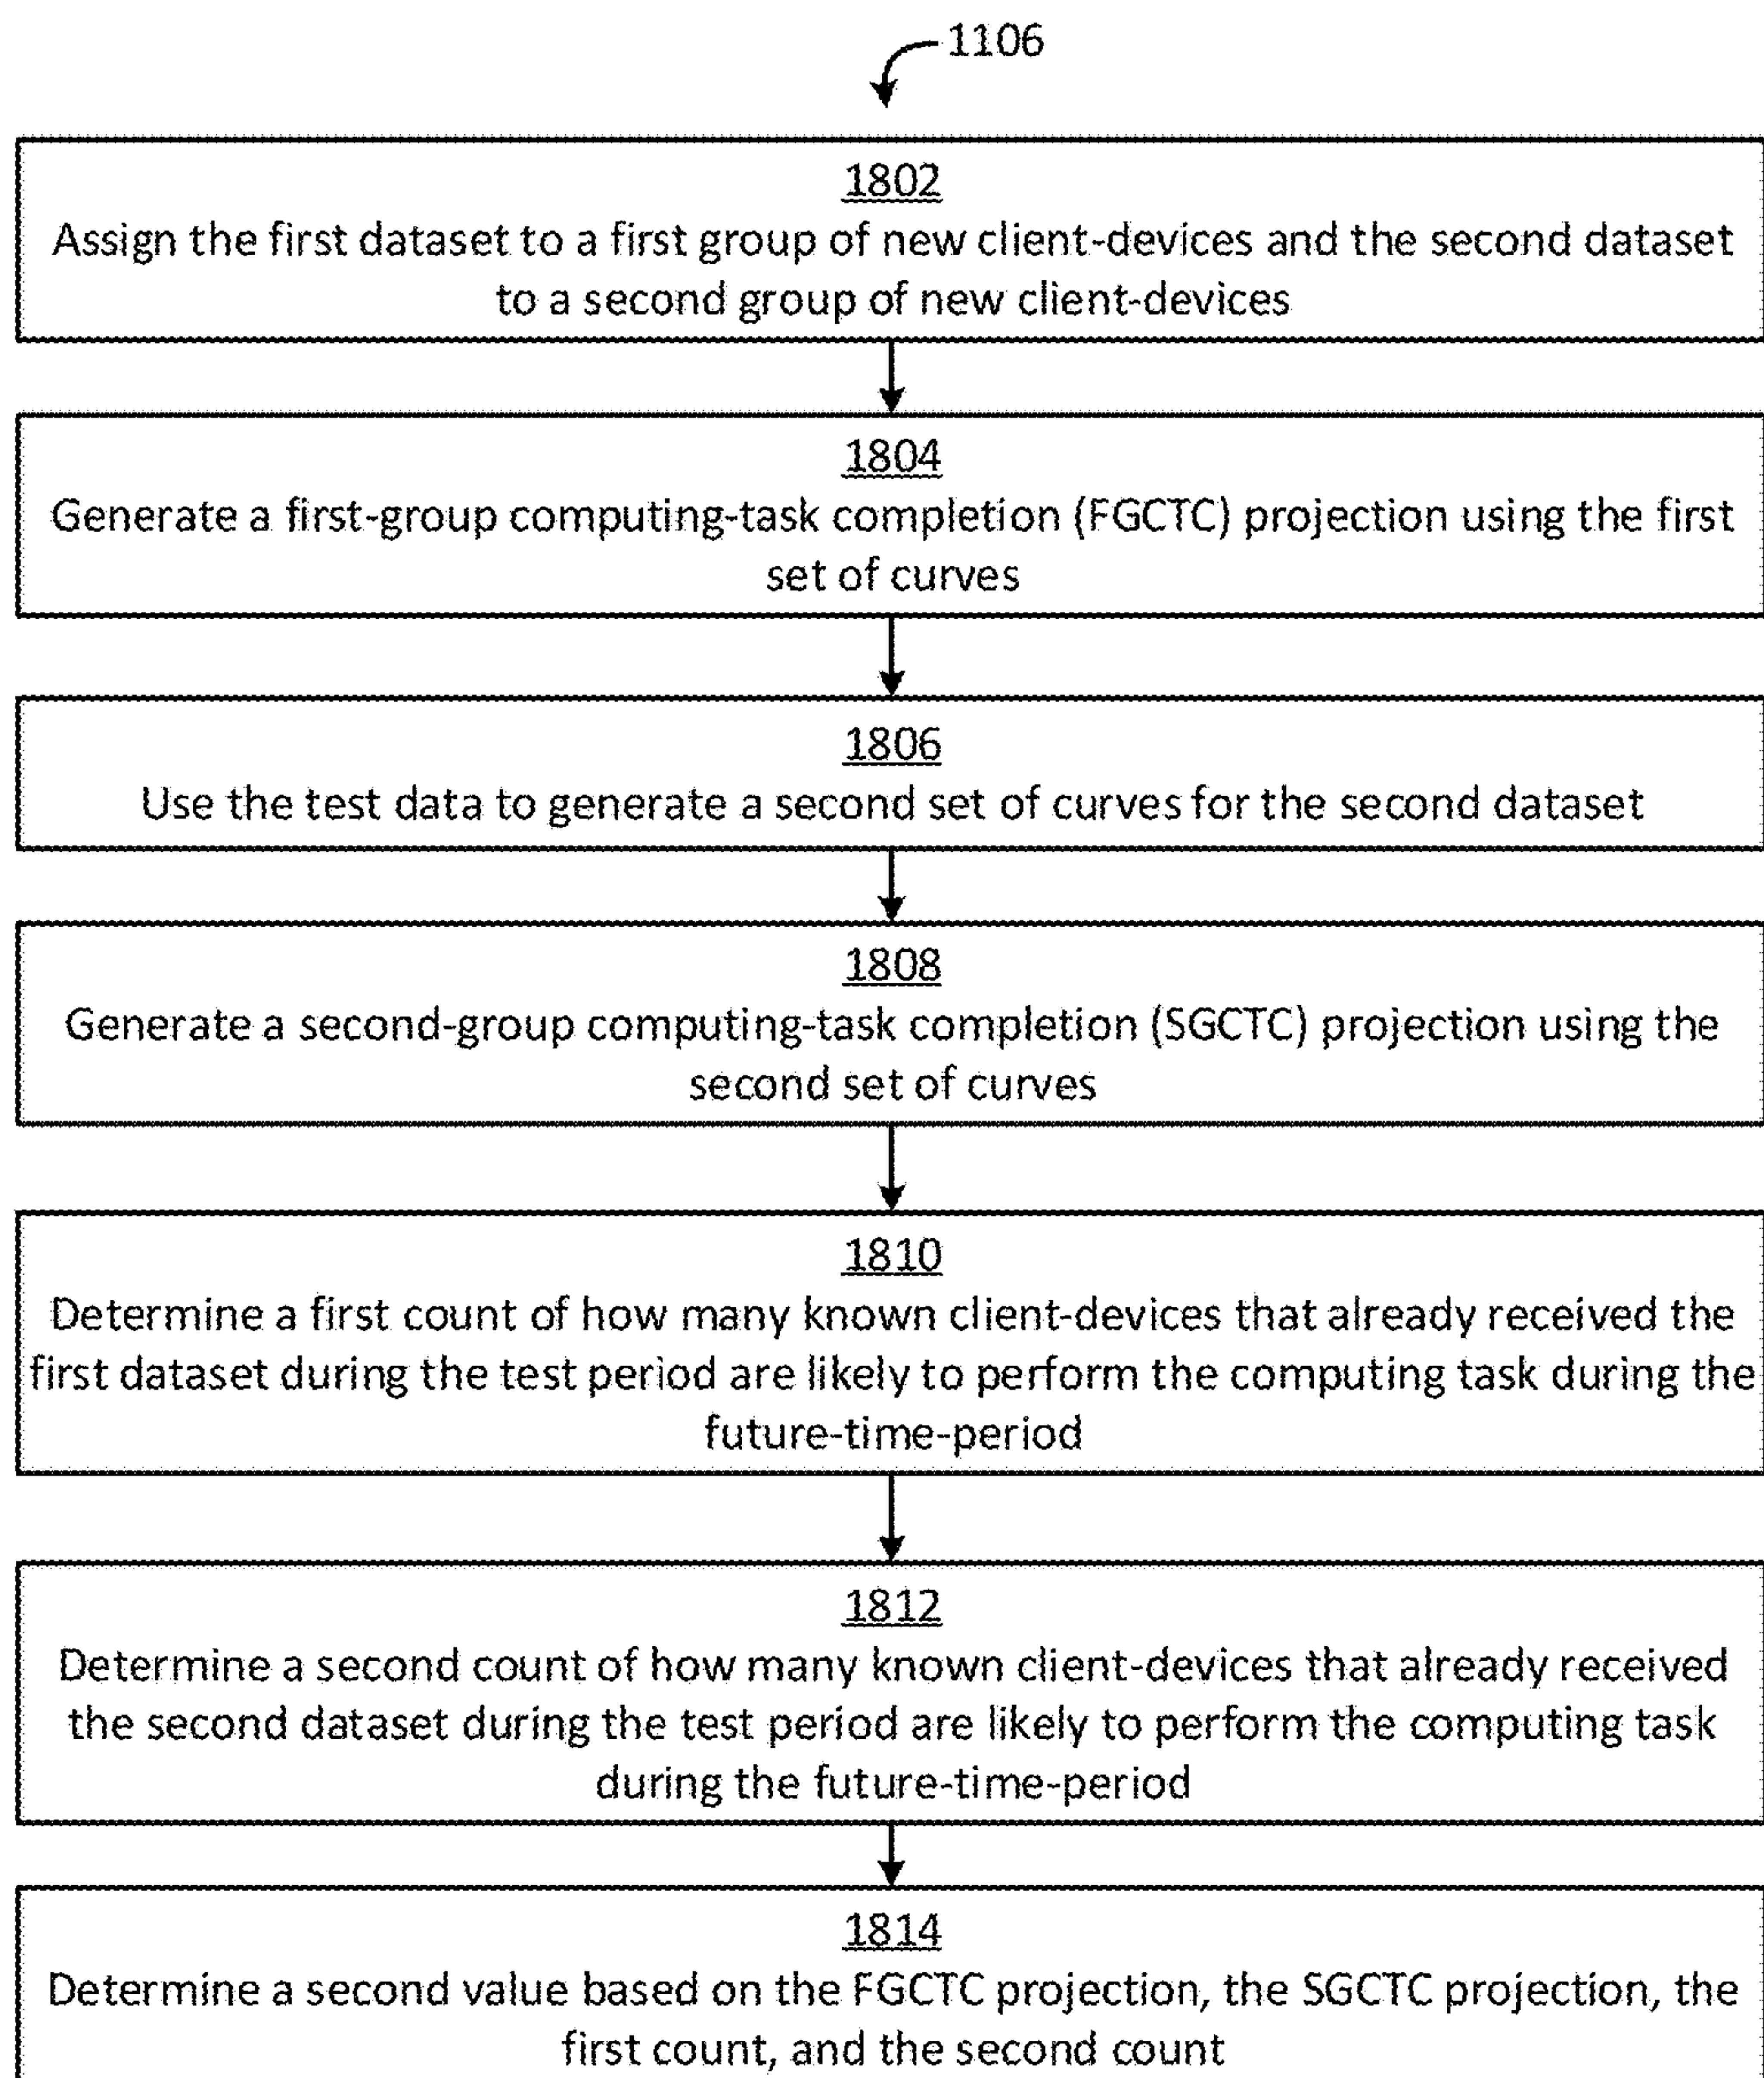 1106
1802
Assign the first dataset to a first group of new client-devices and the second dataset
to a second group of new client-devices
1804
Generate a first-group computing-task completion (FGCTC) projection using the first
set of curves
1806
Use the test data to generate a second set of curves for the second dataset
1808
Generate a second-group computing-task completion (SGCTC) projection using the
second set of curves
1810
Determine a first count of how many known client-devices that already received the
first dataset during the test period are likely to perform the computing task during the
future-time-period
1812
Determine a second count of how many known client-devices that already received
the second dataset during the test period are likely to perform the computing task
during the future-time-period
1814
Determine a second value based on the FGCTC projection, the SGCTC projection, the
first count, and the second count